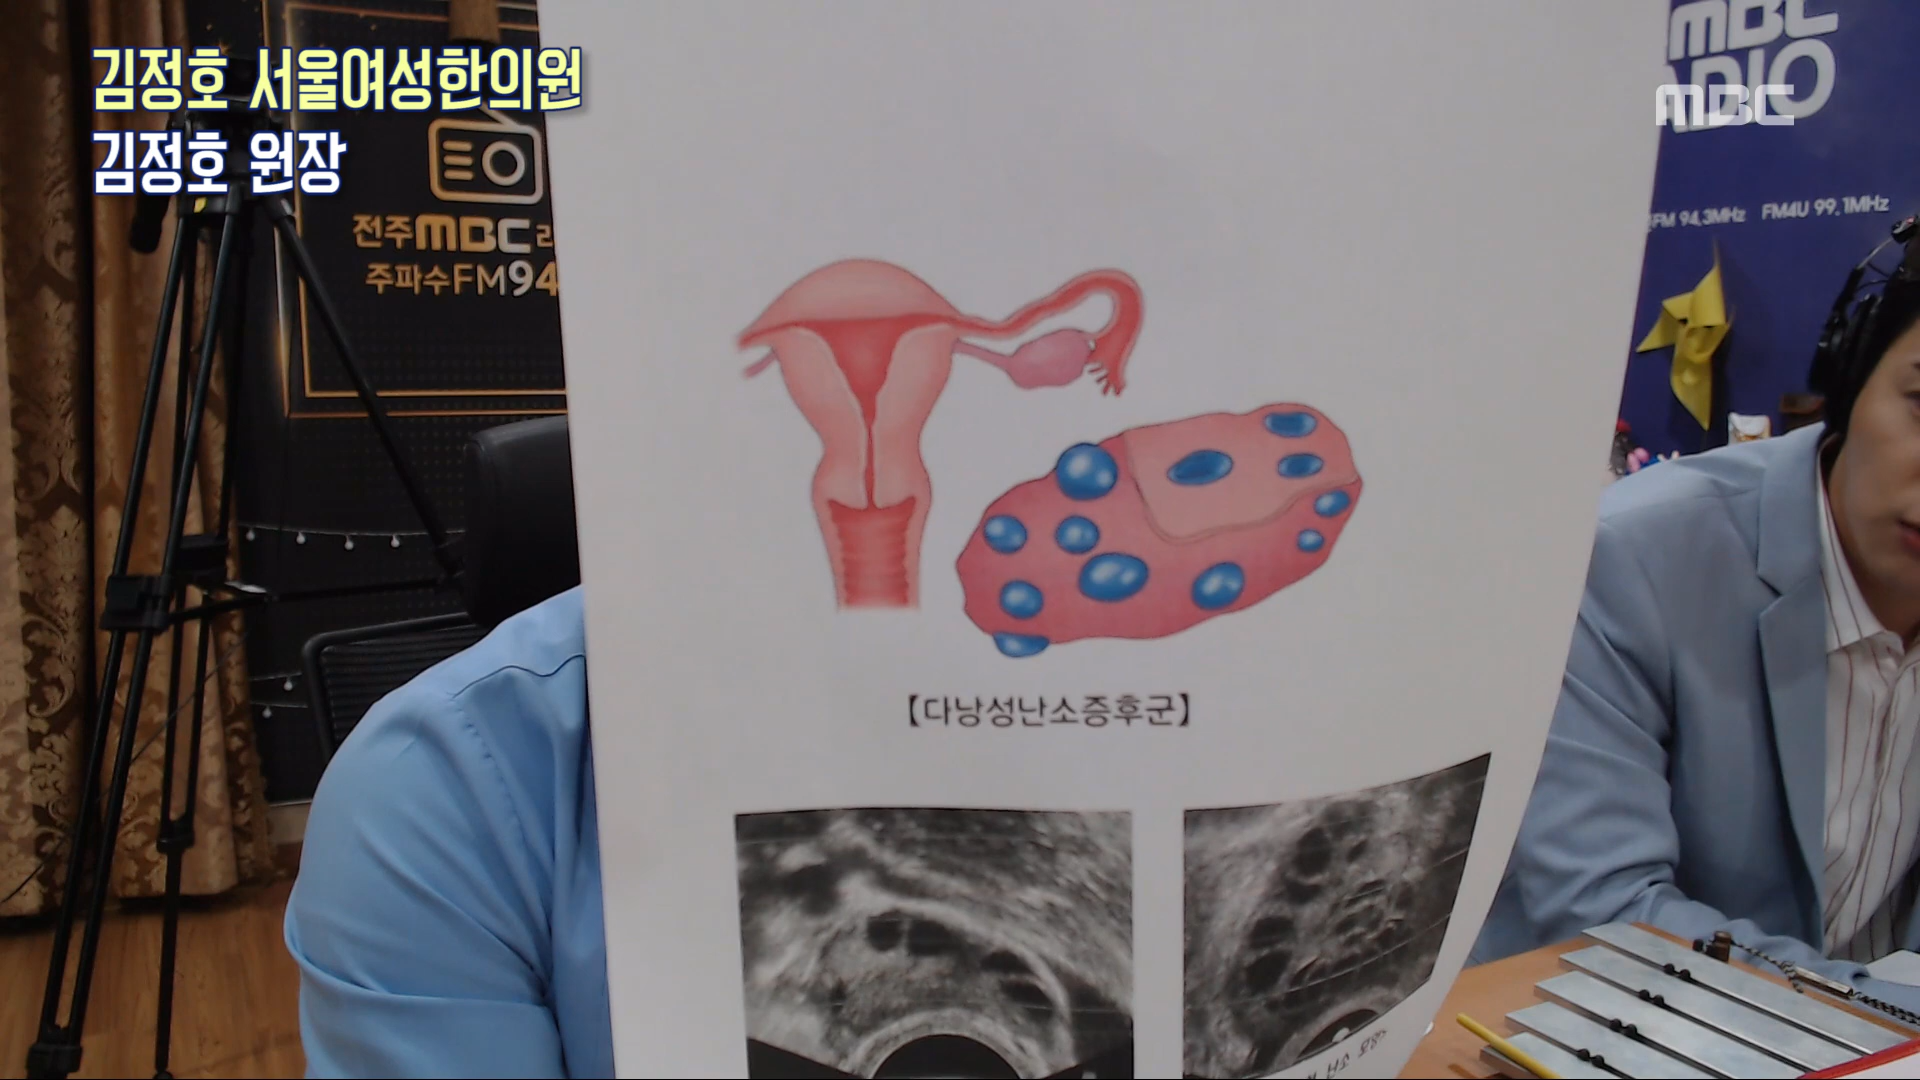 김정호 서울여성한의원
김정호 원장
전주MBC
주파수FM94
MBC
RADIO
MBC
FM 94.3MHz FM4U 99.1MHz
【다낭성난소증후군】